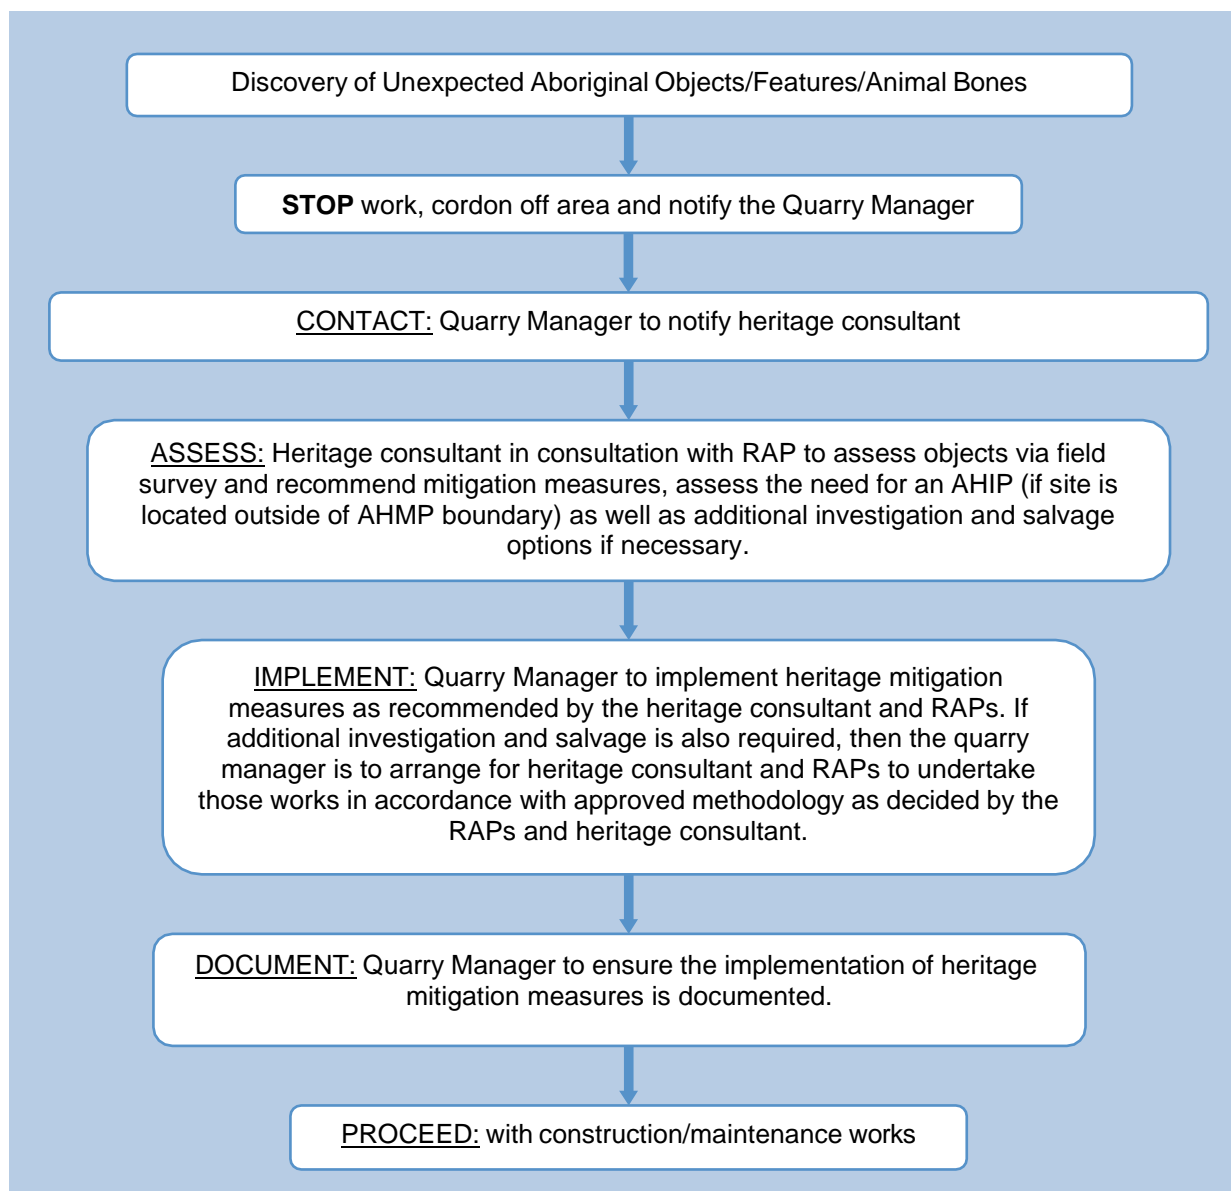 Discovery of Unexpected Aboriginal Objects/Features/Animal Bones
STOP work, cordon off area and notify the Quarry Manager
CONTACT: Quarry Manager to notify heritage consultant
ASSESS: Heritage consultant in consultation with RAP to assess objects via field
survey and recommend mitigation measures, assess the need for an AHIP (if site is
located outside of AHMP boundary) as well as additional investigation and salvage
options if necessary.
IMPLEMENT: Quarry Manager to implement heritage mitigation
measures as recommended by the heritage consultant and RAPs. If
additional investigation and salvage is also required, then the quarry
manager is to arrange for heritage consultant and RAPs to undertake
those works in accordance with approved methodology as decided by the
RAPs and heritage consultant.
DOCUMENT: Quarry Manager to ensure the implementation of heritage
mitigation measures is documented.
PROCEED: with construction/maintenance works